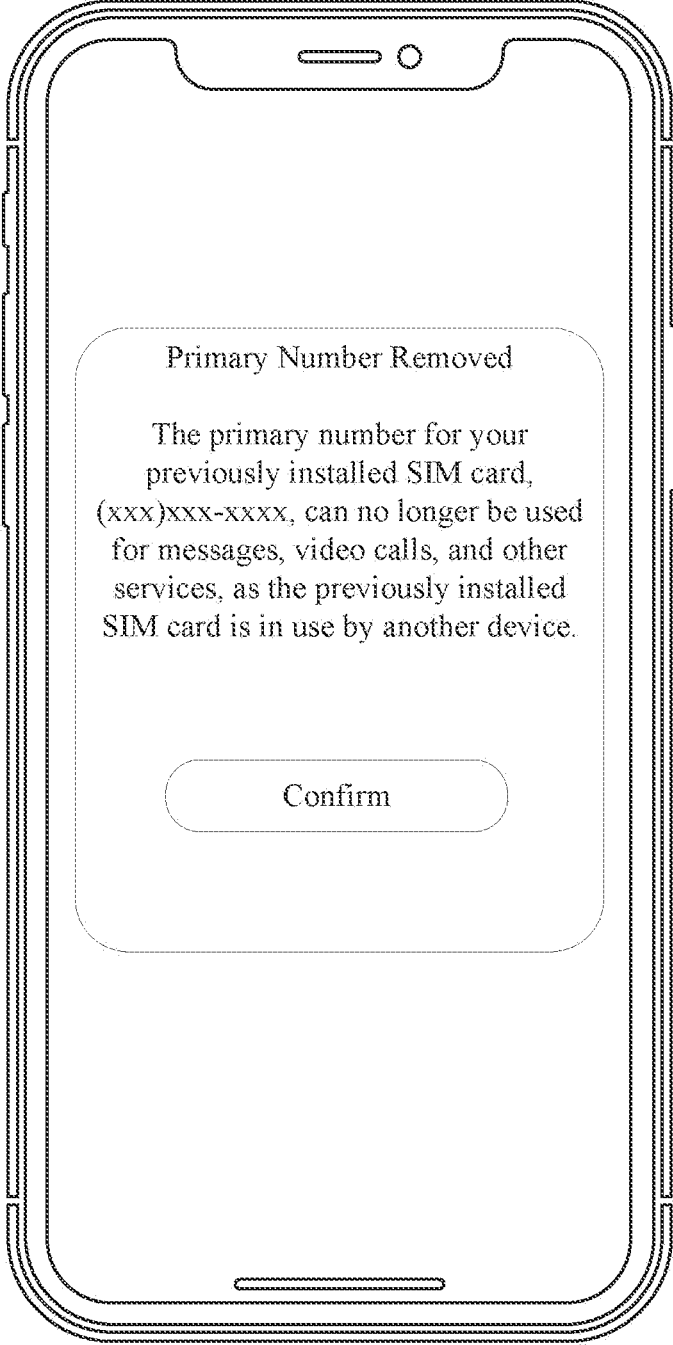 Primary Number Removed
The primary number for your
previously installed SIM card,
(xxx)xxx-xxxx, can no longer be used
for messages, video calls, and other
services, as the previously installed
SIM card is in use by another device.
Confirm